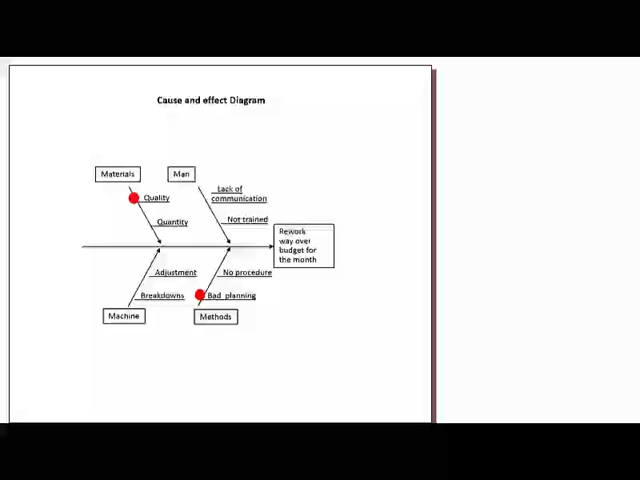 Cause and effect Diagram
Materials
Man
Quality
Quantity
Lack of
communication
Not trained
Rework
way over
budget for
the month
Adjustment
Breakdowns
No procedure
Bad planning
Machine
Methods